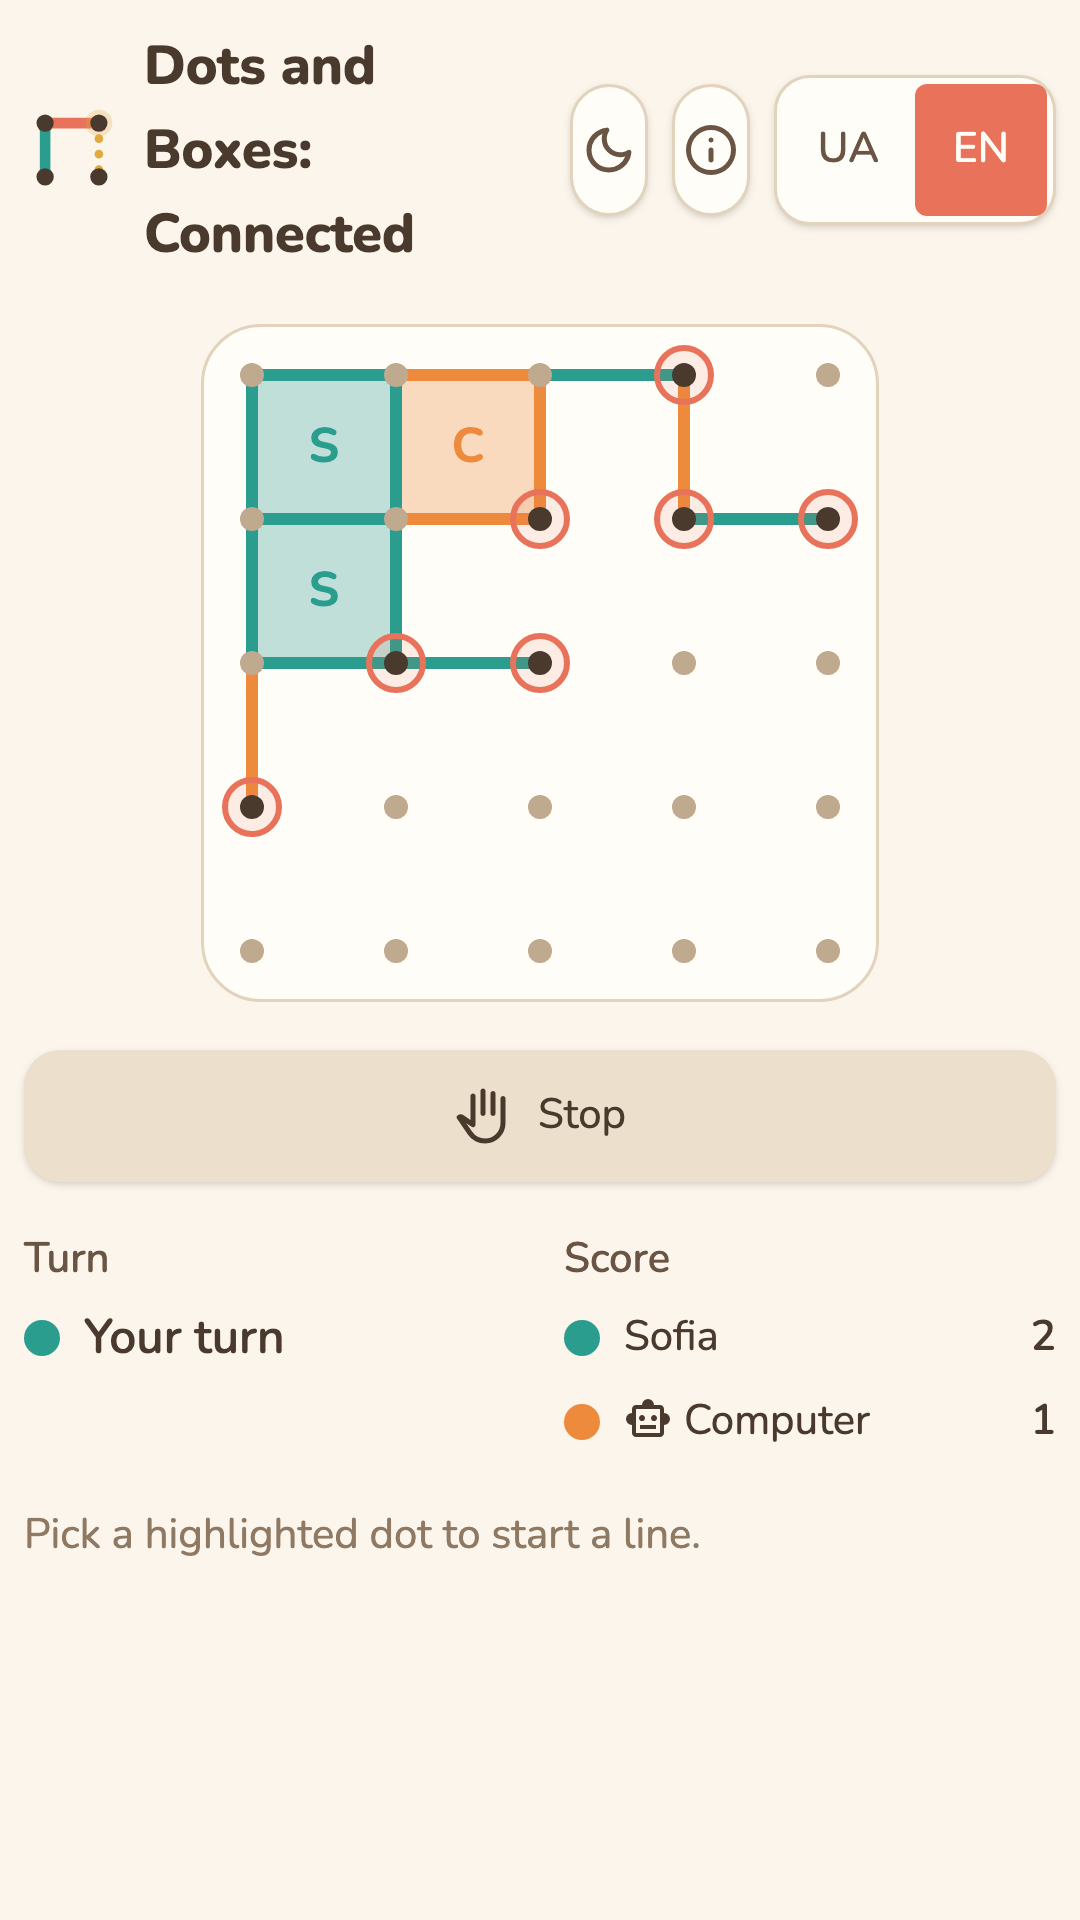 Dots and
Boxes:
Connected
UA EN
S C
S
Stop
Turn
Your turn
Score
Sofia 2
Computer 1
Pick a highlighted dot to start a line.